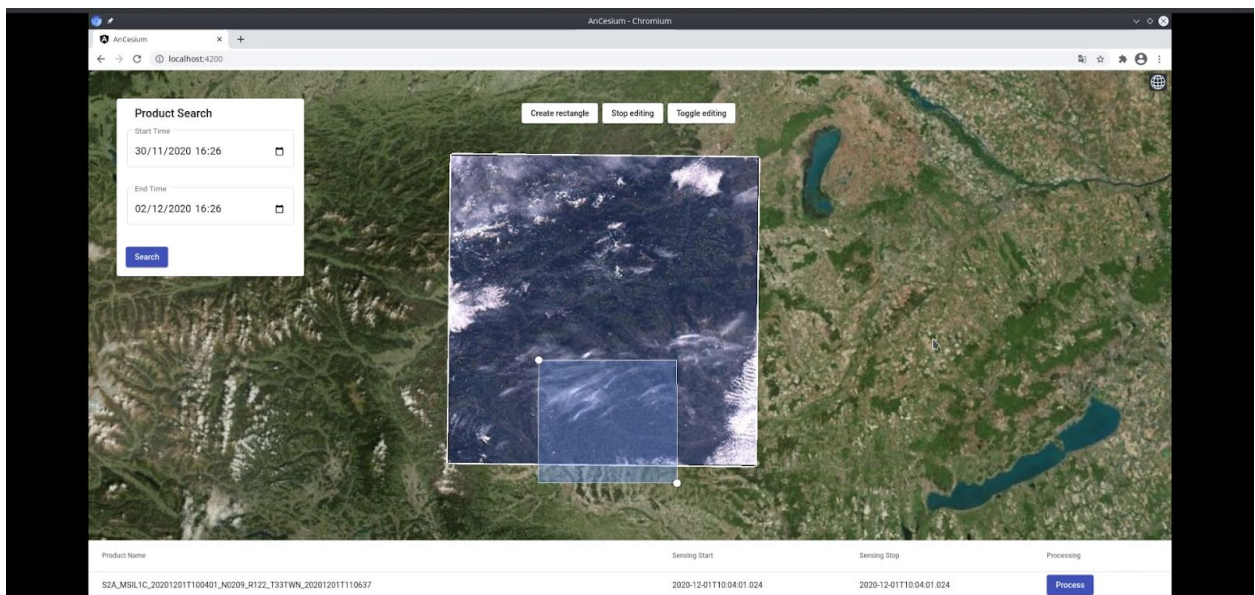 AnCesium - Chromium
AnCesium
localhost:4200
Product Search
Start Time
30/11/2020 16:26
End Time
02/12/2020 16:26
Search
Create rectangle Stop editing Toggle editing
Product Name Sensing Start Sensing Stop Processing
S2A_MSIL1C_20201201T100401_N0209_R122_T33TWN_20201201T110637 2020-12-01T10:04:01.024 2020-12-01T10:04:01.024 Process